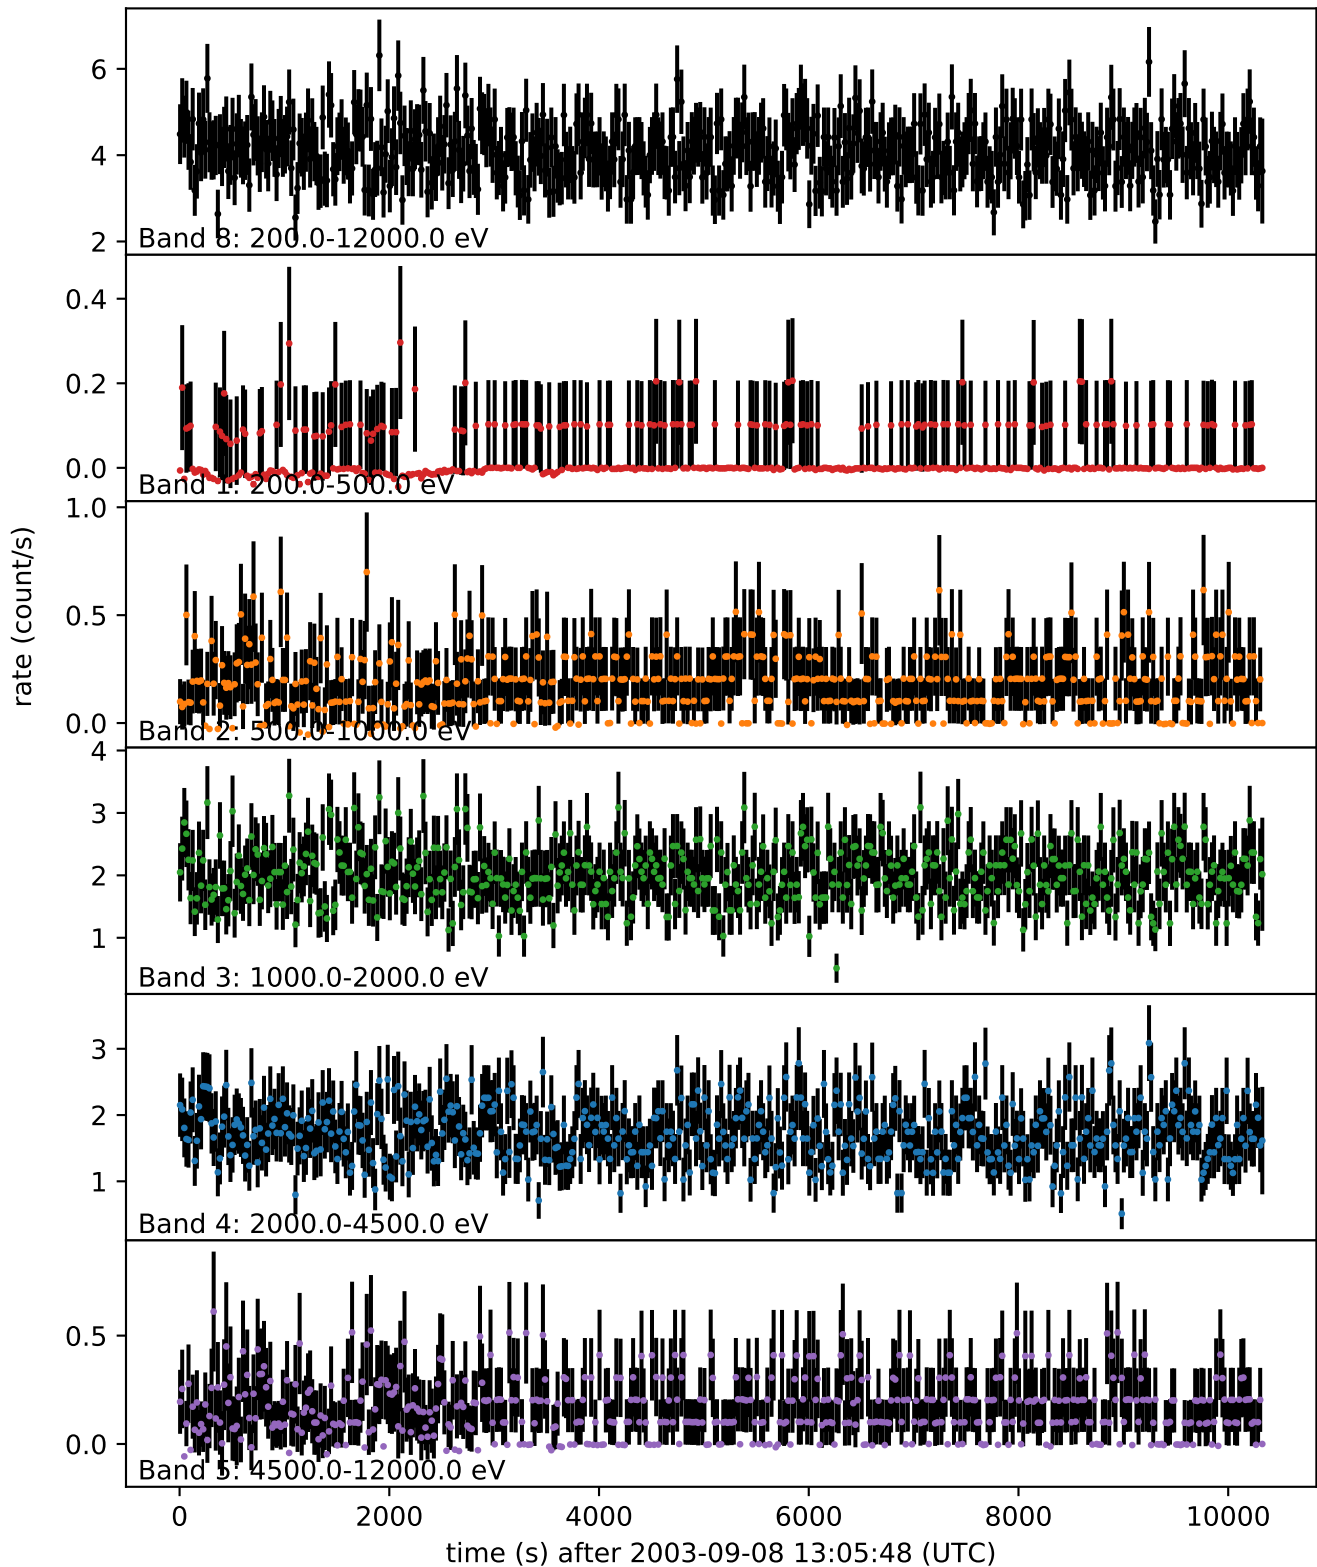 6
4
2
Band 8: 200.0-12000.0 eV
0.4
0.2
0.0
Band 1: 200.0-500.0 eV
1.0
0.5
0.0
Band 2: 500.0-1000.0 eV
rate (count/s)
4
3
2
1
Band 3: 1000.0-2000.0 eV
3
2
1
Band 4: 2000.0-4500.0 eV
0.5
0.0
Band 5: 4500.0-12000.0 eV
0 2000 4000 6000 8000 10000
time (s) after 2003-09-08 13:05:48 (UTC)